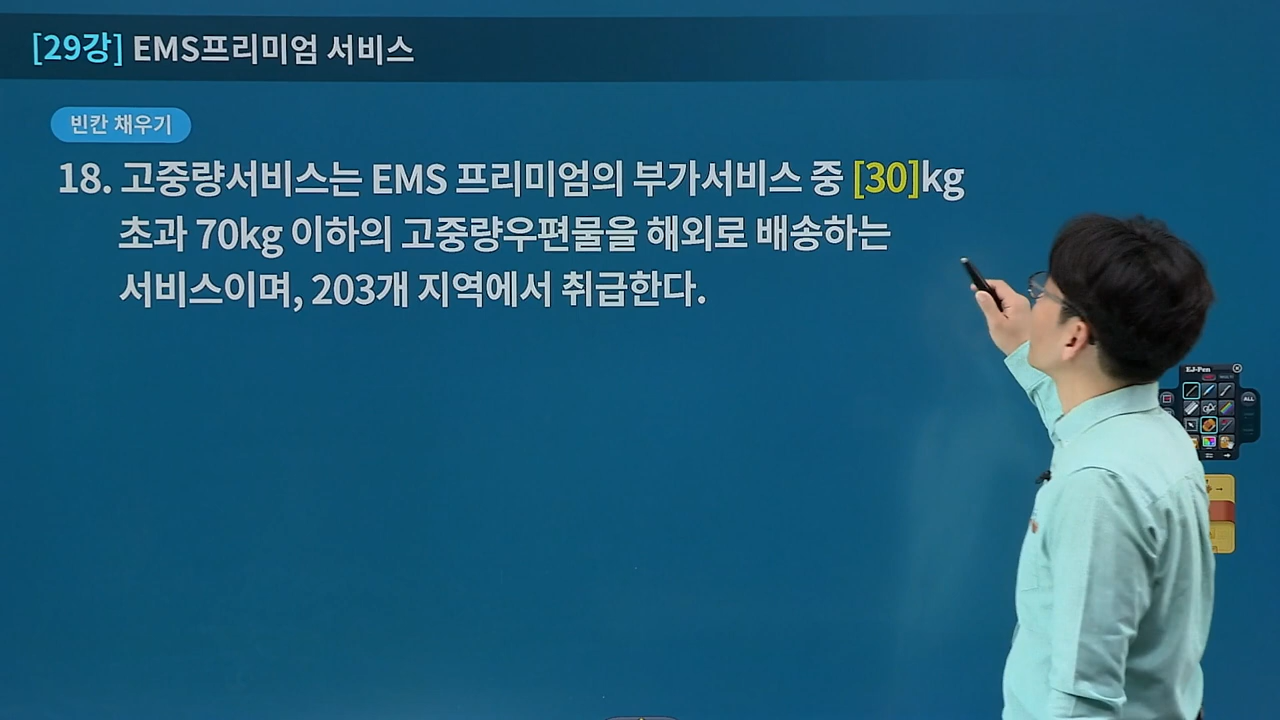 [29강] EMS프리미엄 서비스
빈칸 채우기
18. 고중량서비스는 EMS 프리미엄의 부가서비스 중 [30]kg
초과 70kg 이하의 고중량우편물을 해외로 배송하는
서비스이며, 203개 지역에서 취급한다.
EJ-Pen
ALL